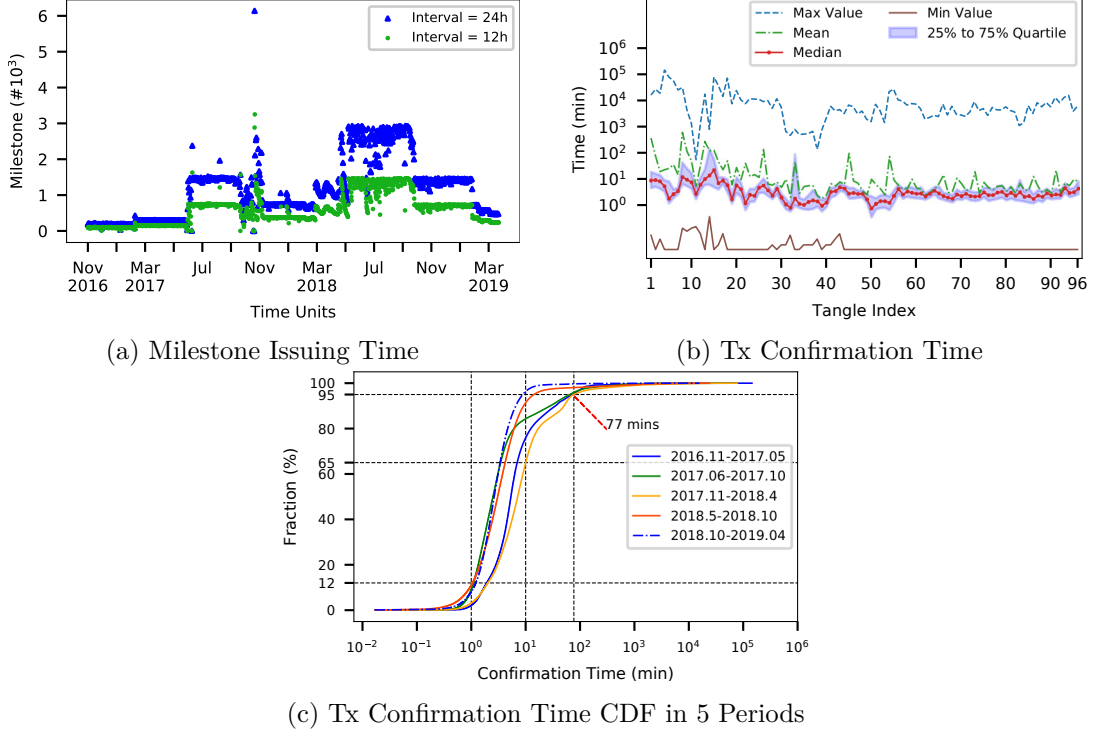 Interval = 24h
Interval = 12h
6
5
4
3
2
1
0
Milestone (#10³)
Nov Mar Jul Nov Mar Jul Nov Mar
2016 2017 2018 2019
Time Units
(a) Milestone Issuing Time
Max Value
Mean
Median
Min Value
25% to 75% Quartile
10⁶
10⁵
10⁴
10³
10²
10¹
10⁰
Time (min)
1 10 20 30 40 50 60 70 80 90 96
Tangle Index
(b) Tx Confirmation Time
100
95
80
65
60
40
20
12
0
Fraction (%)
77 mins
2016.11-2017.05
2017.06-2017.10
2017.11-2018.4
2018.5-2018.10
2018.10-2019.04
10⁻² 10⁻¹ 10⁰ 10¹ 10² 10³ 10⁴ 10⁵ 10⁶
Confirmation Time (min)
(c) Tx Confirmation Time CDF in 5 Periods